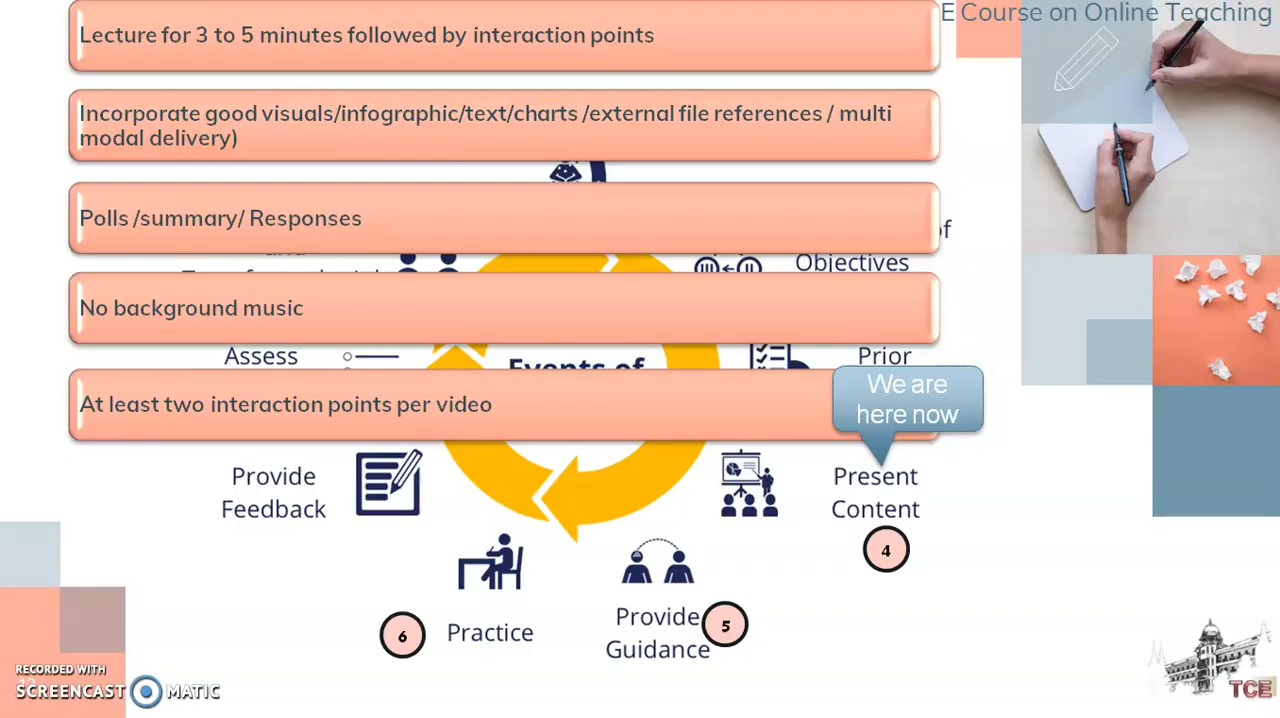 E Course on Online Teaching
Lecture for 3 to 5 minutes followed by interaction points
Incorporate good visuals/infographic/text/charts /external file references / multi
modal delivery)
Polls /summary/ Responses
of
Objectives
No background music
Assess
Prior
Events of
At least two interaction points per video
We are
here now
Provide
Feedback
Present
Content
4
Provide
Guidance
5
6
Practice
RECORDED WITH
SCREENCAST MATIC
TCE